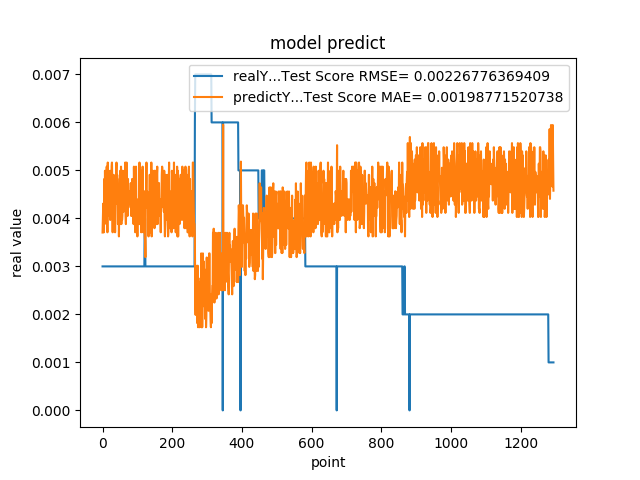 model predict
realY...Test Score RMSE= 0.00226776369409
predictY...Test Score MAE= 0.00198771520738
0.007
0.006
0.005
0.004
0.003
0.002
0.001
0.000
real value
0 200 400 600 800 1000 1200
point